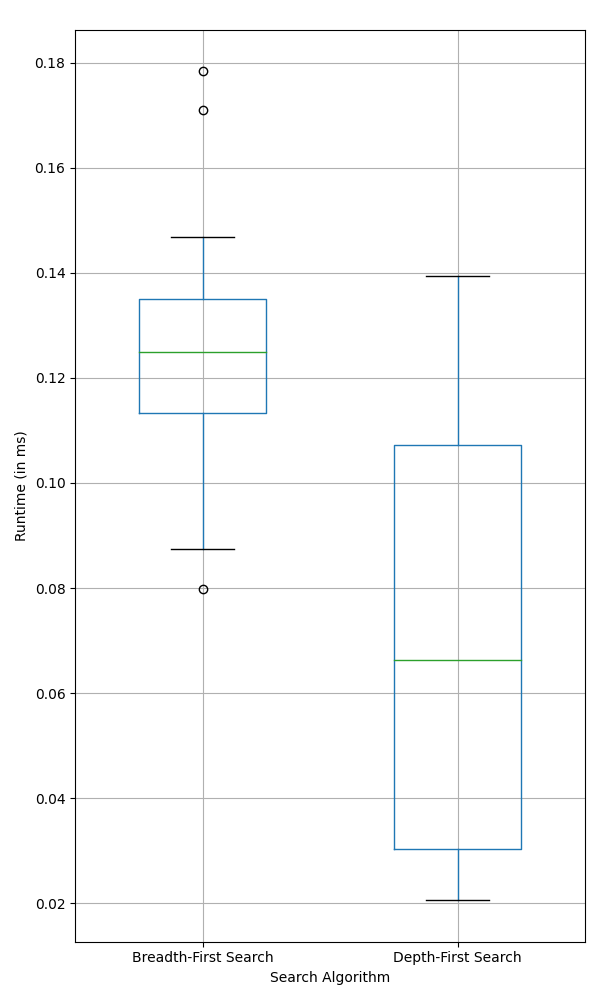 0.18
0.16
0.14
0.12
0.10
0.08
0.06
0.04
0.02
Runtime (in ms)
Breadth-First Search
Depth-First Search
Search Algorithm